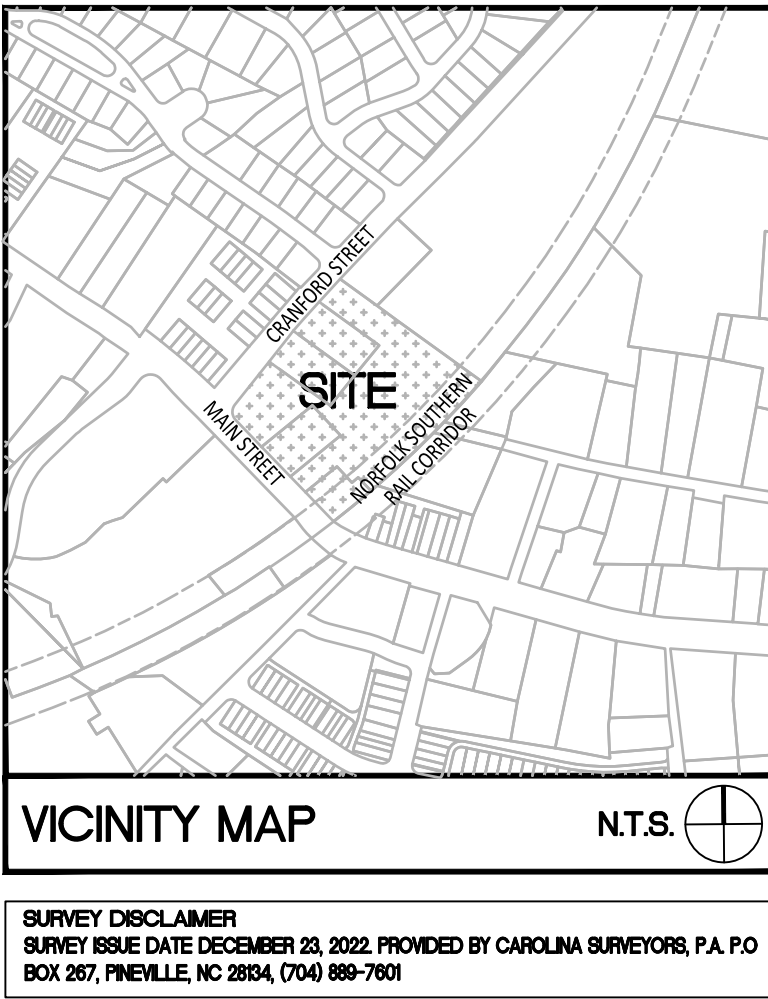 CRANFORD STREET
SITE
MAIN STREET
NORFOLK SOUTHERN
RAIL CORRIDOR
VICINITY MAP
N.T.S.
SURVEY DISCLAIMER
SURVEY ISSUE DATE DECEMBER 23, 2022. PROVIDED BY CAROLINA SURVEYORS, P.A. P.O
BOX 267, PINEVILLE, NC 28134, (704) 889-7601